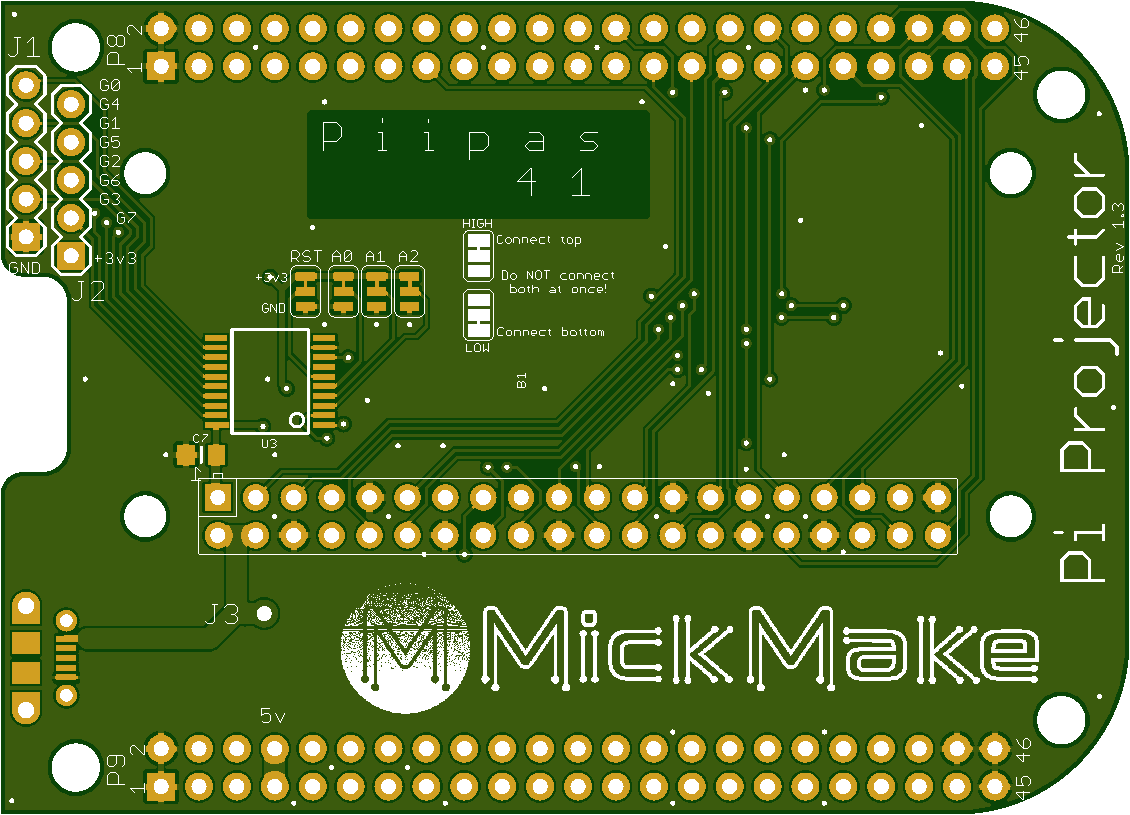 J1
P8
2
1
46
45
G0
G4
G1
G5
G2
G6
G3
G7
+3v3
GND
J2
Piipas
41
HIGH
Connect top
Do NOT connect
both at once!
Connect bottom
LOW
RST A0 A1 A2
+3v3
GND
B1
U3
C7
1
Pi Projector
Rev 1.3
J3
MickMake
5v
P9
2
1
46
45